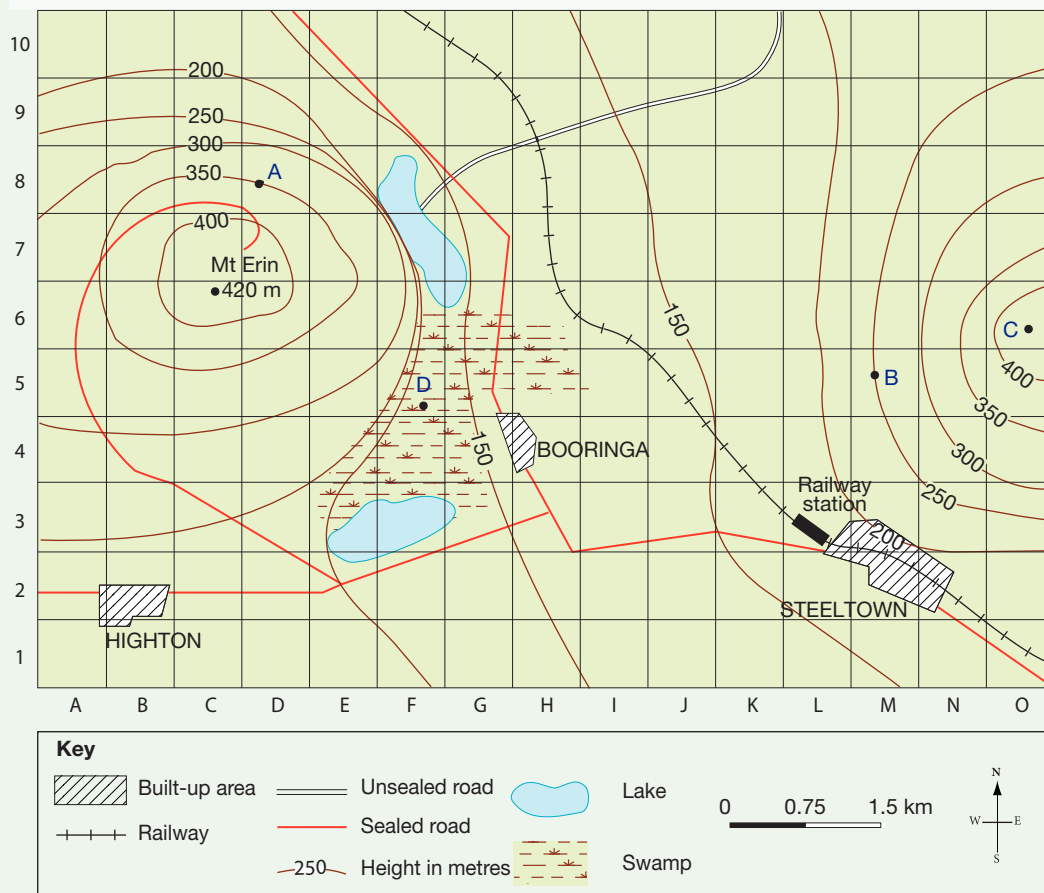 10
9
8
7
6
5
4
3
2
1
200
250
300
350
A
400
Mt Erin
420 m
150
C
400
B
350
D
300
150
BOORINGA
250
Railway
station
200
STEELTOWN
HIGHTON
A B C D E F G H I J K L M N O
Key
Built-up area
Railway
Unsealed road
Sealed road
250 Height in metres
Lake
Swamp
0 0.75 1.5 km
N
W E
S